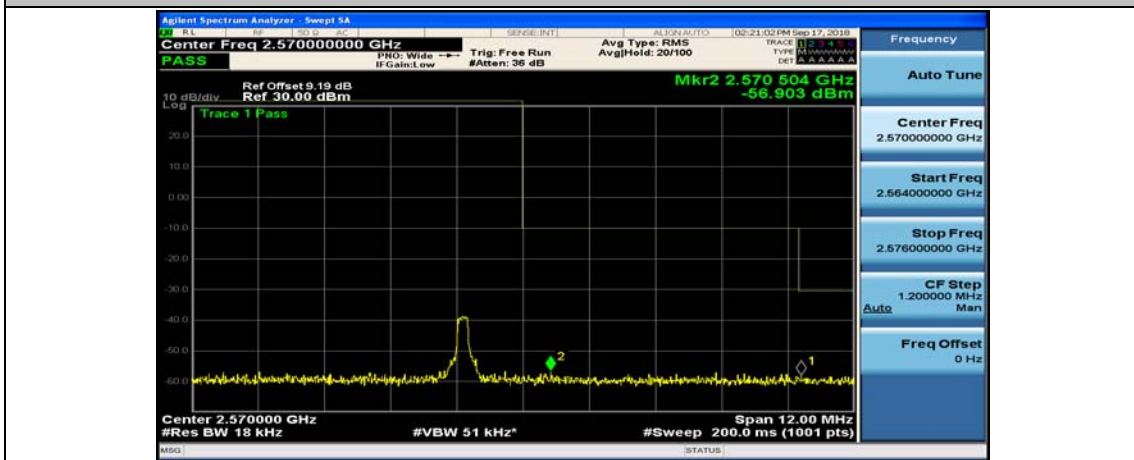 Agilent Spectrum Analyzer - Swept SA
RL RF 50 Ω AC SENSE:INT ALIGN AUTO 02:21:02 PM Sep 17, 2018
Center Freq 2.570000000 GHz
PASS
PNO: Wide
IFGain:Low
Trig: Free Run
#Atten: 36 dB
Avg Type: RMS
Avg|Hold: 20/100
TRACE 1 2 3 4 5 6
TYPE
DET A A A A A A
Mkr2 2.570 504 GHz
-56.903 dBm
Ref Offset 9.19 dB
10 dB/div Ref 30.00 dBm
Log
Trace 1 Pass
20.0
10.0
0.00
-10.0
-20.0
-30.0
-40.0
-50.0
-60.0
2
1
Center 2.570000 GHz Span 12.00 MHz
#Res BW 18 kHz #VBW 51 kHz* #Sweep 200.0 ms (1001 pts)
MSG STATUS
Frequency
Auto Tune
Center Freq
2.570000000 GHz
Start Freq
2.564000000 GHz
Stop Freq
2.576000000 GHz
CF Step
1.200000 MHz
Auto Man
Freq Offset
0 Hz